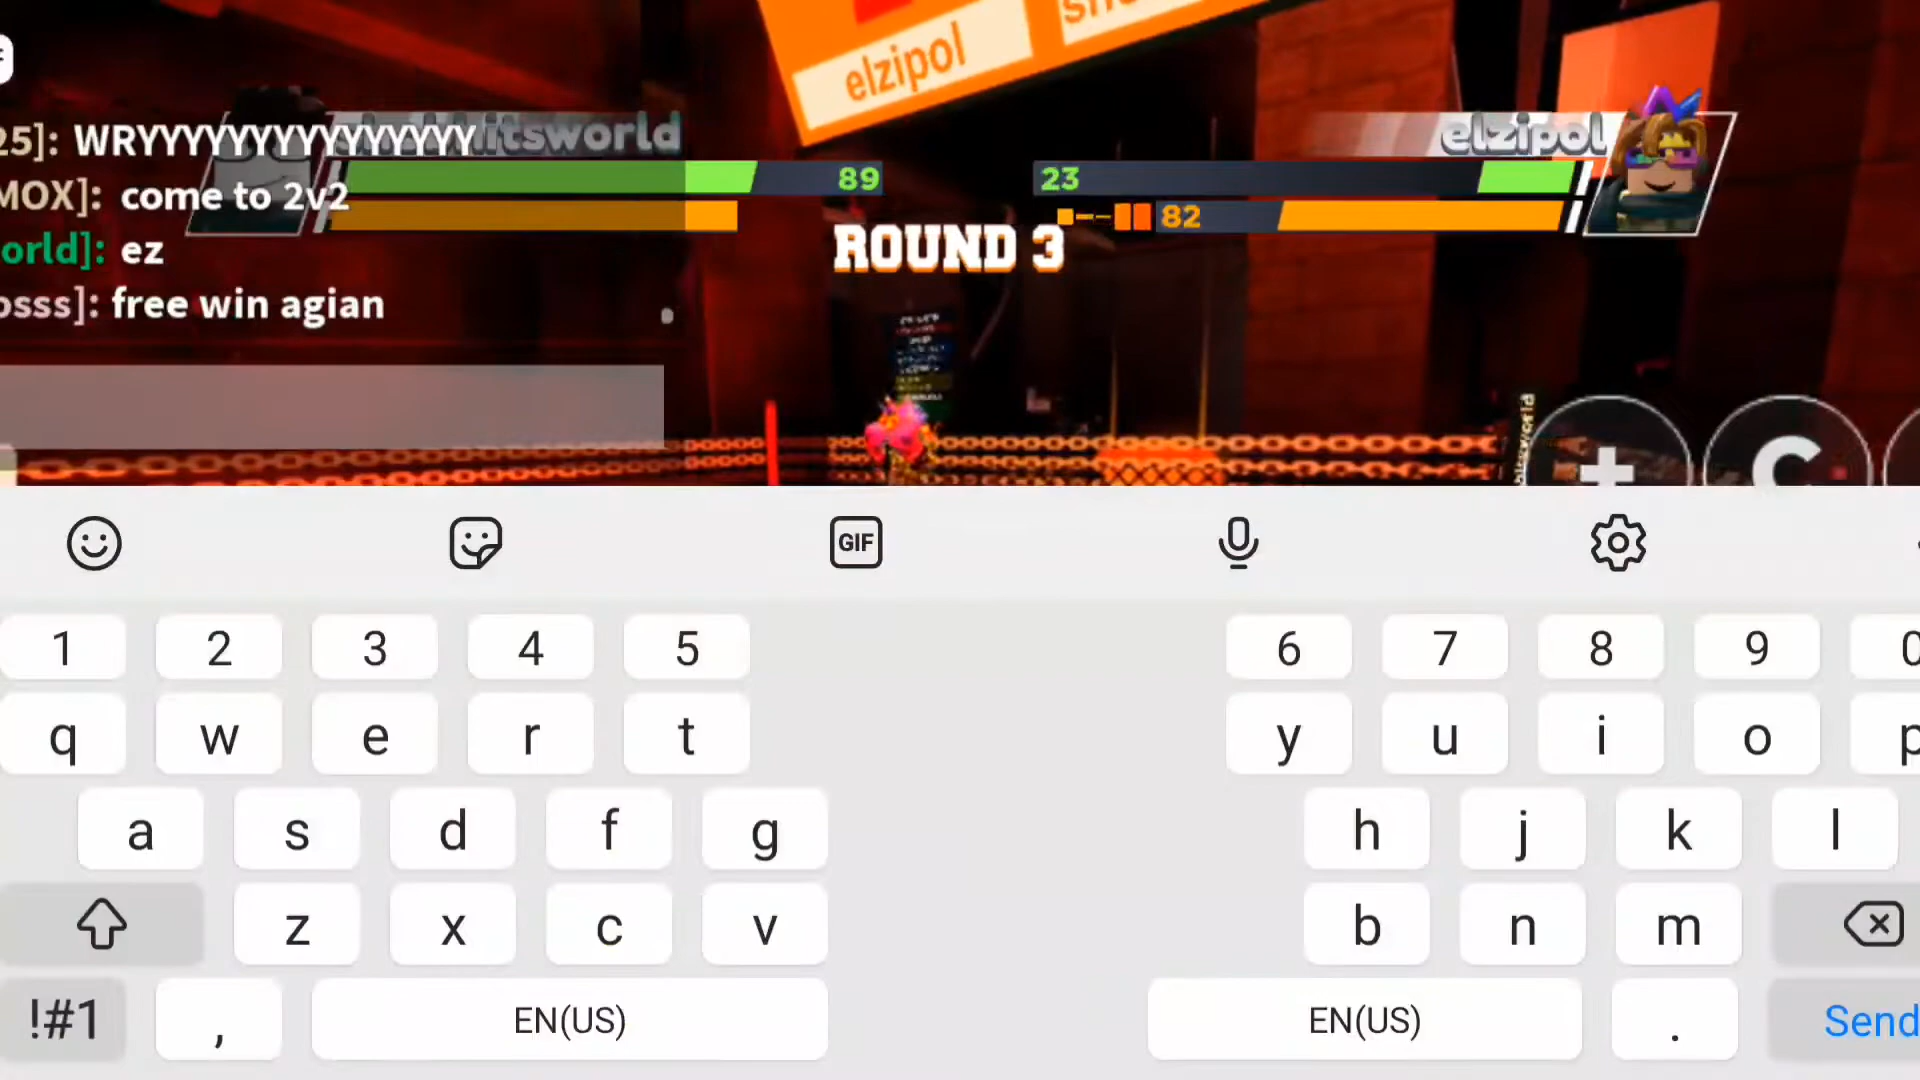 elzipol
25]: WRYYYYYYYYYYYYYYY
itsworld
elzipol
89
23
MOX]: come to 2v2
82
orld]: ez
ROUND 3
osss]: free win agian
C
GIF
1 2 3 4 5 6 7 8 9 0
q w e r t y u i o p
a s d f g h j k l
z x c v b n m
!#1 , EN(US) EN(US) . Send